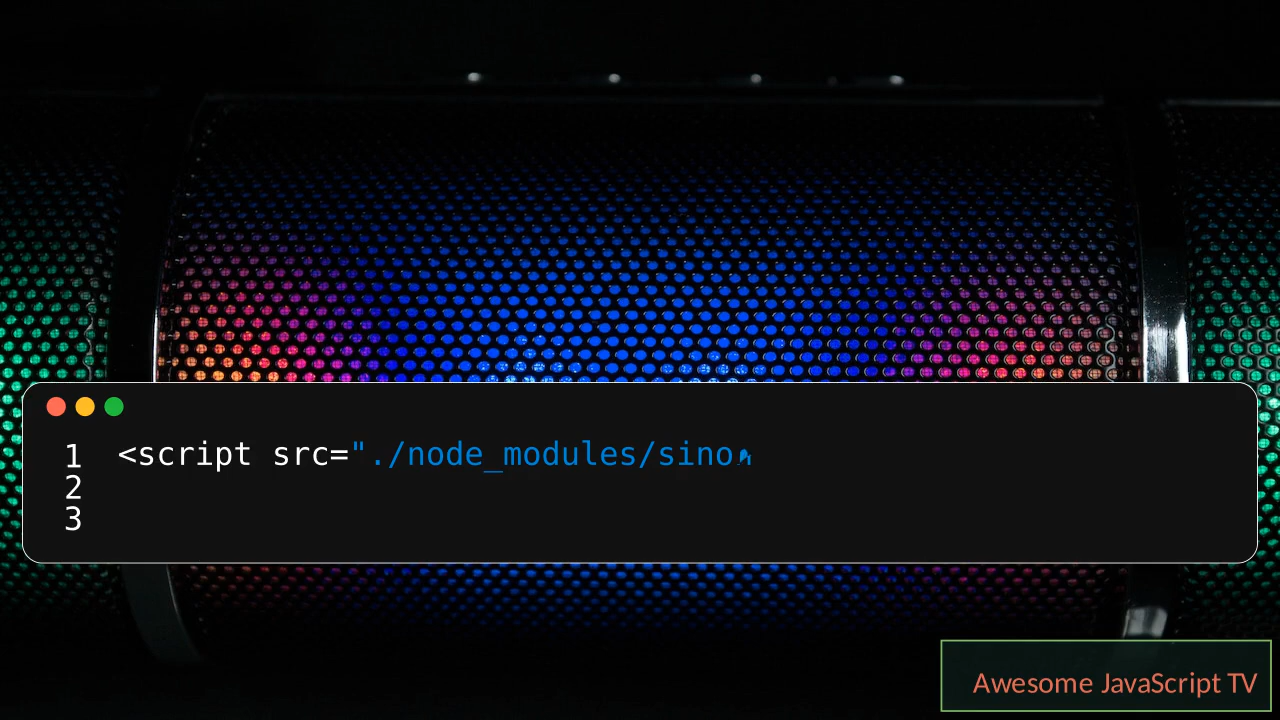 1 <script src="./node_modules/sino
2
3
Awesome JavaScript TV